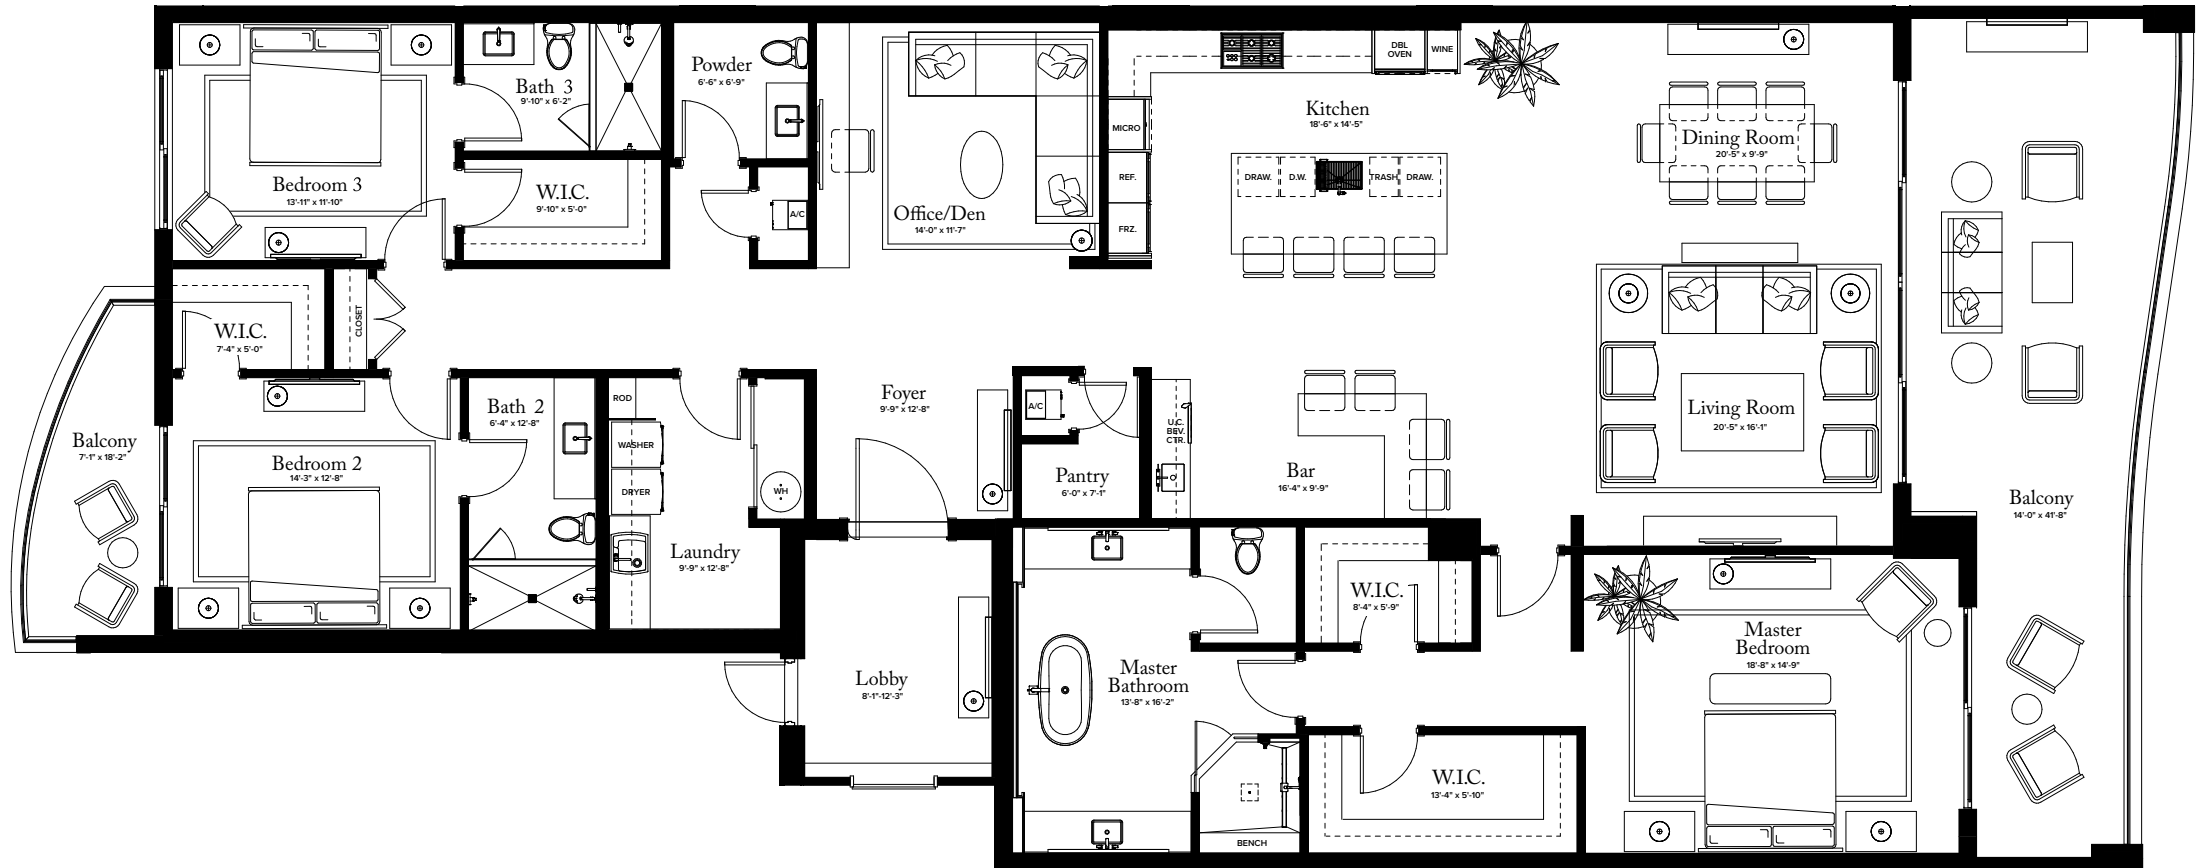 Bedroom 3
13'-11" x 11'-10"
Bath 3
9'-10" x 6'-2"
Powder
6'-6" x 6'-9"
W.I.C.
9'-10" x 5'-0"
A/C
Office/Den
14'-0" x 11'-7"
Kitchen
18'-6" x 14'-5"
DBL
OVEN
WINE
MICRO
REF.
FRZ.
DRAW.
D.W.
TRASH
DRAW.
Dining Room
20'-5" x 9'-9"
W.I.C.
7'-4" x 5'-0"
CLOSET
Balcony
7'-1" x 18'-2"
Bedroom 2
14'-3" x 12'-8"
Bath 2
6'-4" x 12'-8"
ROD
WASHER
DRYER
Laundry
9'-9" x 12'-8"
WH
Foyer
9'-9" x 12'-8"
A/C
Pantry
6'-0" x 7'-1"
U.C.
BEV.
CTR.
Bar
16'-4" x 9'-9"
Living Room
20'-5" x 16'-1"
Balcony
14'-0" x 41'-8"
Lobby
8'-1"-12'-3"
Master
Bathroom
13'-8" x 16'-2"
W.I.C.
8'-4" x 5'-9"
Master
Bedroom
18'-8" x 14'-9"
W.I.C.
13'-4" x 5'-10"
BENCH